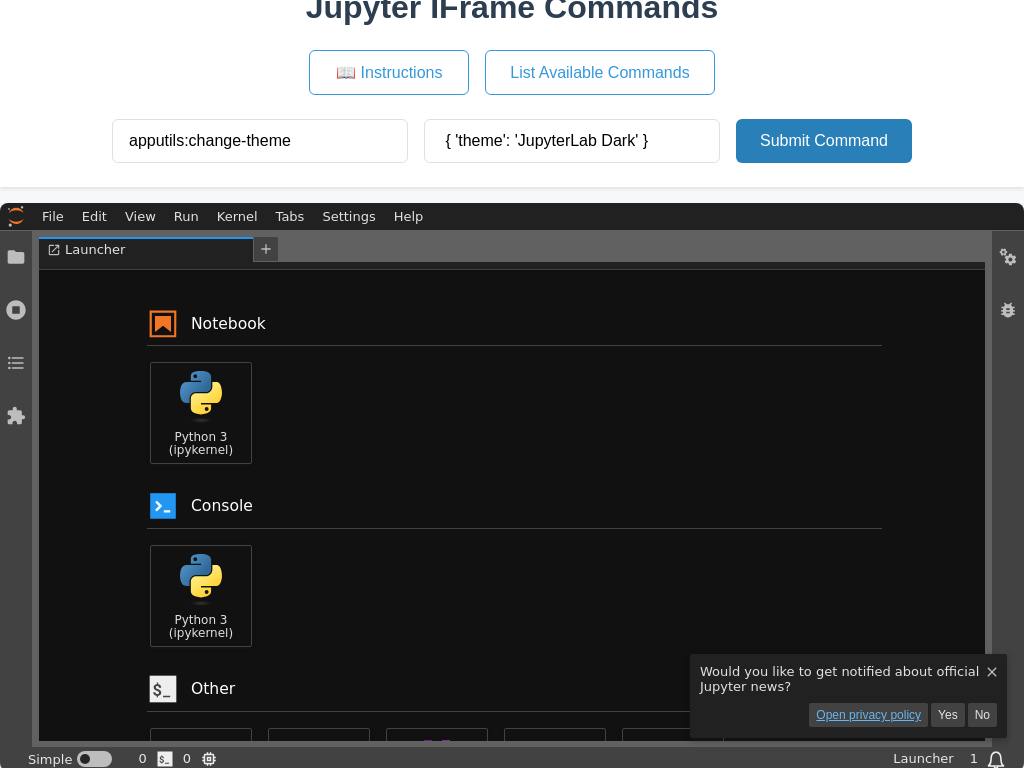 Jupyter IFrame Commands
📖 Instructions
List Available Commands
apputils:change-theme
{ 'theme': 'JupyterLab Dark' }
Submit Command
File Edit View Run Kernel Tabs Settings Help
Launcher
Notebook
Python 3
(ipykernel)
Console
Python 3
(ipykernel)
Other
Would you like to get notified about official
Jupyter news?
Open privacy policy
Yes
No
Simple 0 $_ 0
Launcher 1